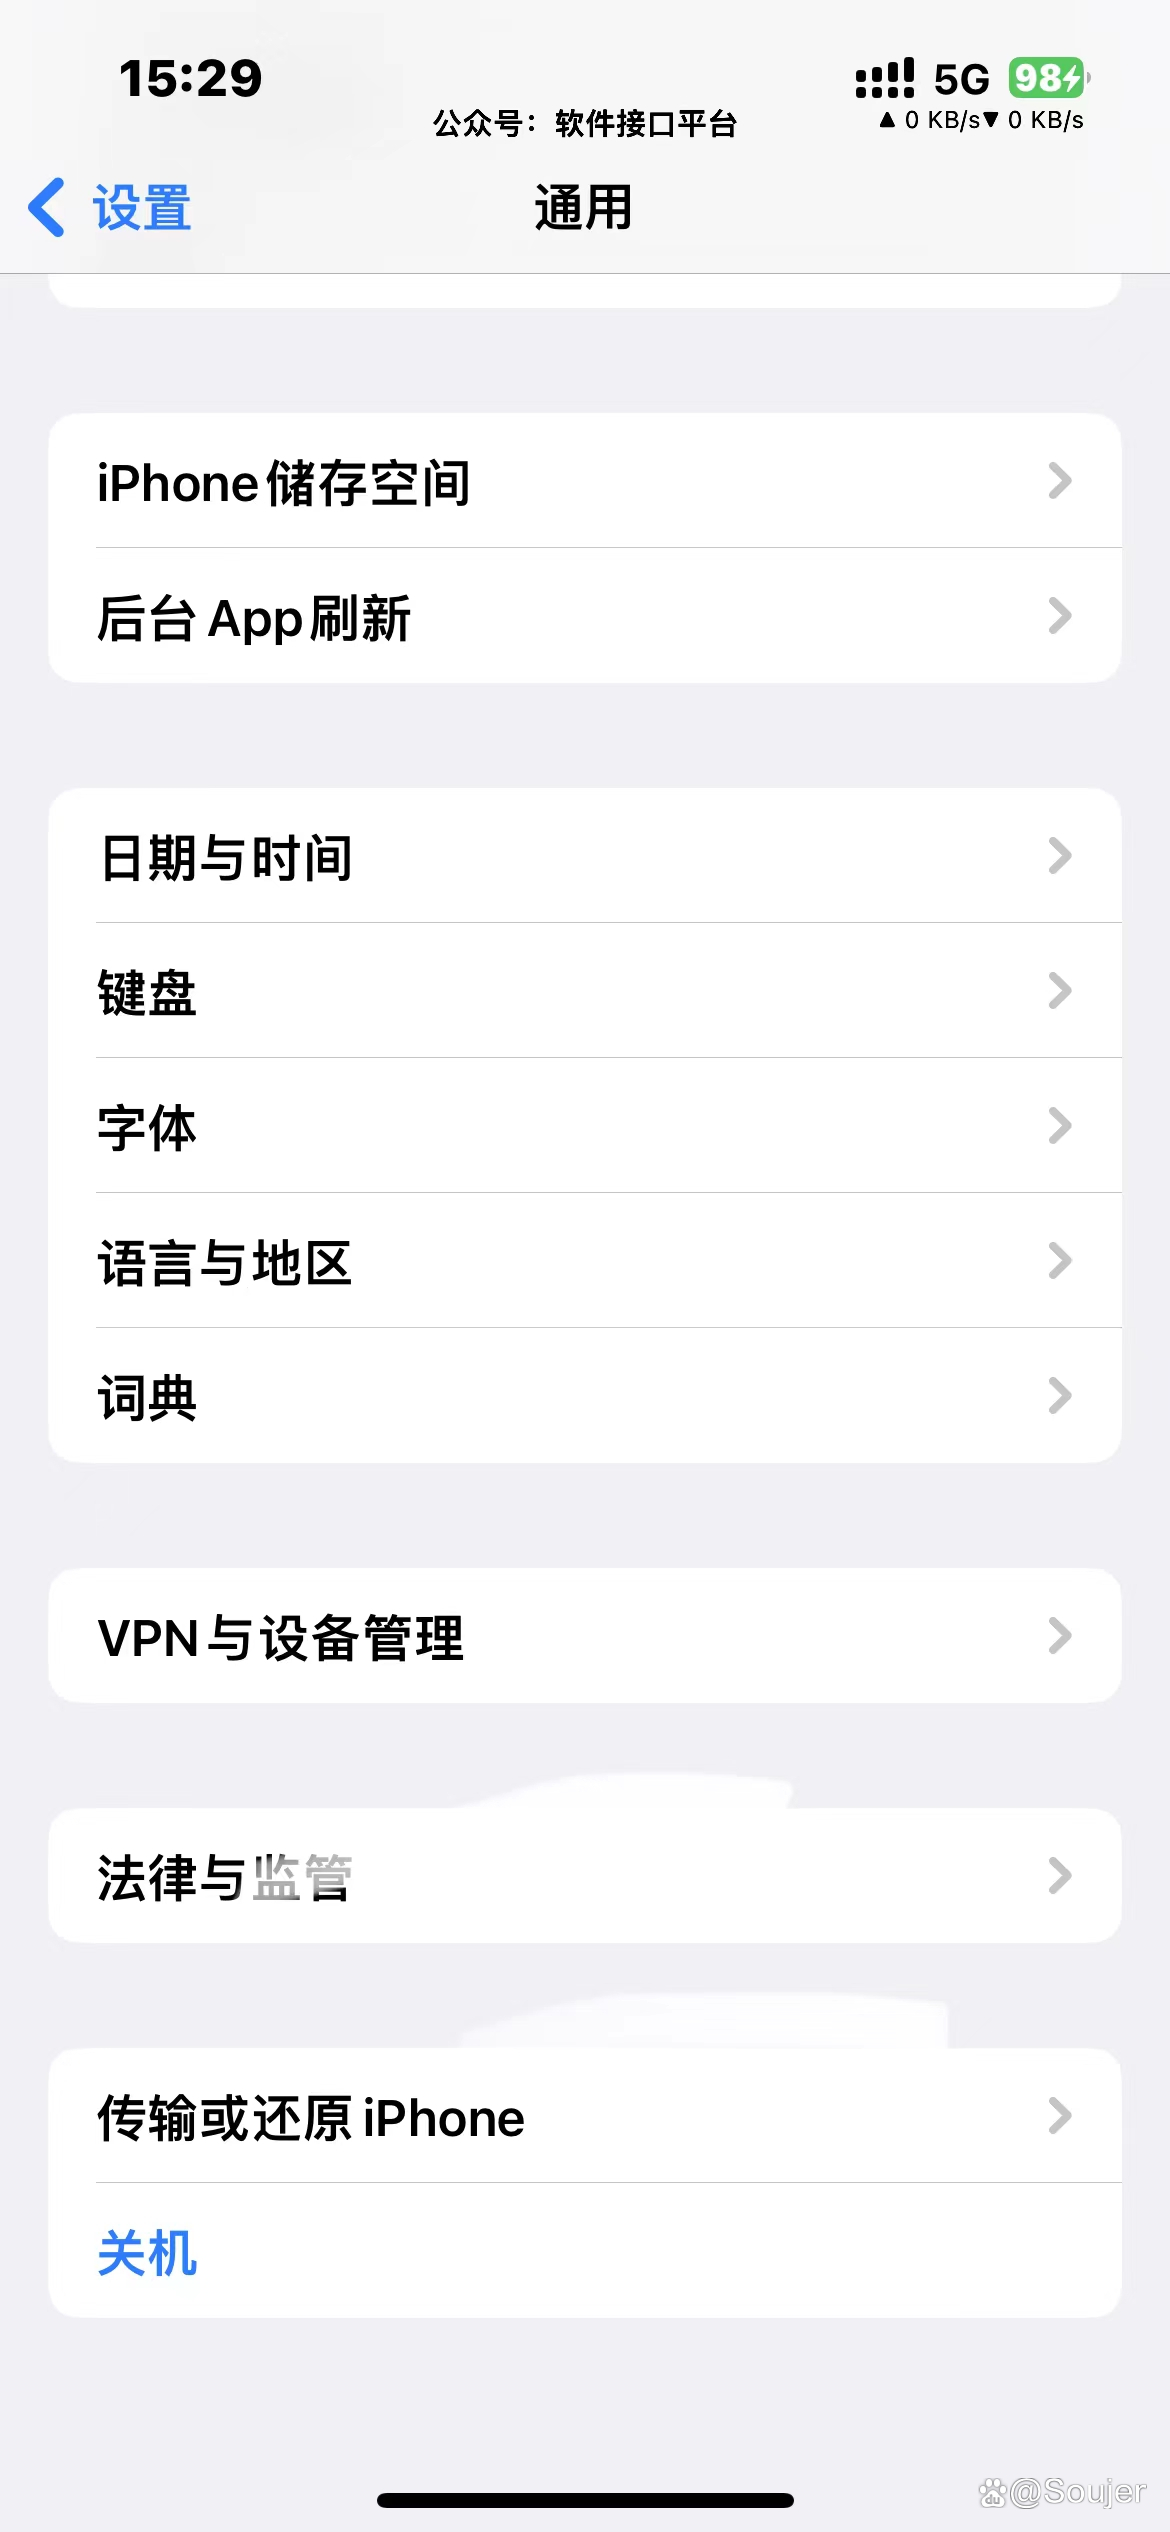 15:29
5G 98
公众号：软件接口平台
▲ 0 KB/s▼ 0 KB/s
设置
通用
iPhone储存空间
后台App刷新
日期与时间
键盘
字体
语言与地区
词典
VPN与设备管理
法律与监管
传输或还原iPhone
关机
du@Soujer